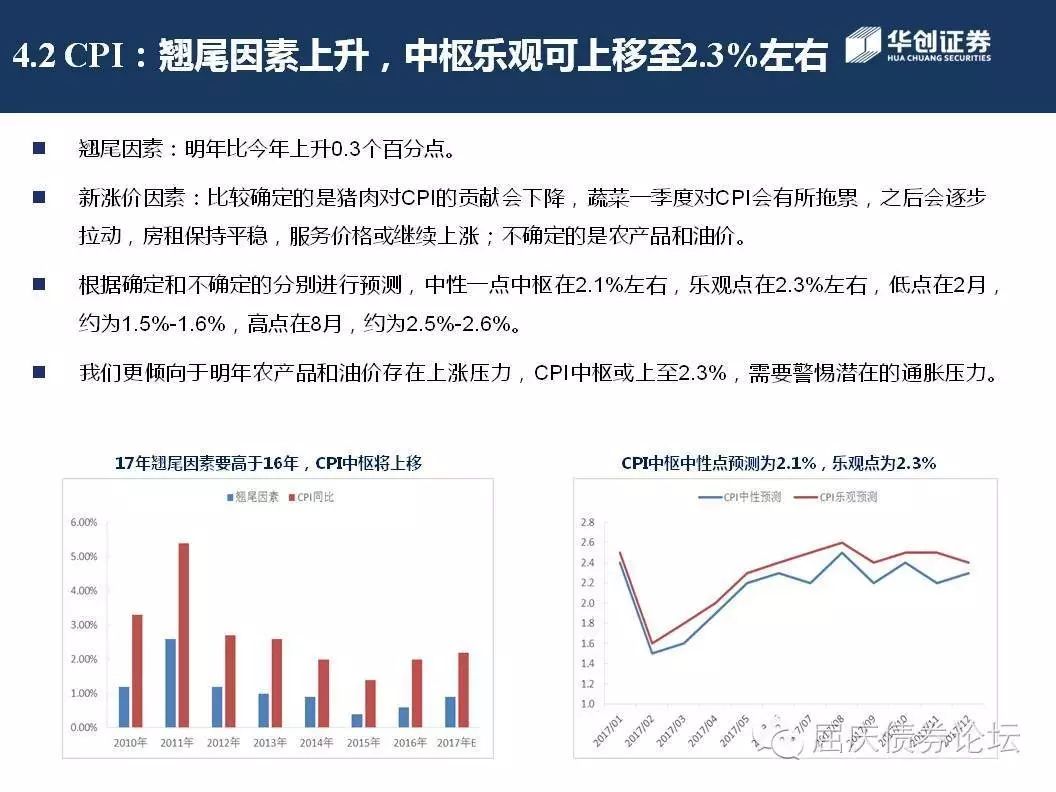 4.2 CPI：翘尾因素上升，中枢乐观可上移至2.3%左右
华创证券
HUA CHUANG SECURITIES
翘尾因素：明年比今年上升0.3个百分点。
新涨价因素：比较确定的是猪肉对CPI的贡献会下降，蔬菜一季度对CPI会有所拖累，之后会逐步
拉动，房租保持平稳，服务价格或继续上涨；不确定的是农产品和油价。
根据确定和不确定的分别进行预测，中性一点中枢在2.1%左右，乐观点在2.3%左右，低点在2月，
约为1.5%-1.6%，高点在8月，约为2.5%-2.6%。
我们更倾向于明年农产品和油价存在上涨压力，CPI中枢或上至2.3%，需要警惕潜在的通胀压力。
17年翘尾因素要高于16年，CPI中枢将上移
翘尾因素 CPI同比
6.00%
5.00%
4.00%
3.00%
2.00%
1.00%
0.00%
2010年 2011年 2012年 2013年 2014年 2015年 2016年 2017年E
CPI中枢中性点预测为2.1%，乐观点为2.3%
CPI中性预测 CPI乐观预测
2.8
2.6
2.4
2.2
2.0
1.8
1.6
1.4
1.2
1.0
2017/01 2017/02 2017/03 2017/04 2017/05 2017/07 2017/08 2017/09 2017/10 2017/11 2017/12
屈庆债券论坛